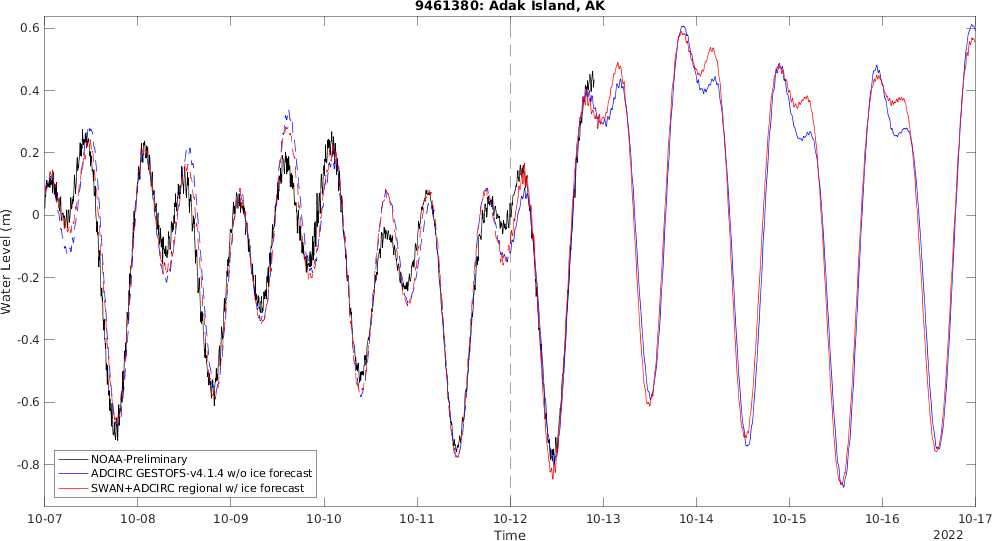 9461380: Adak Island, AK
Water Level (m)
0.6
0.4
0.2
0
-0.2
-0.4
-0.6
-0.8
NOAA-Preliminary
ADCIRC GESTOFS-v4.1.4 w/o ice forecast
SWAN+ADCIRC regional w/ ice forecast
10-07 10-08 10-09 10-10 10-11 10-12 10-13 10-14 10-15 10-16 10-17
Time
2022